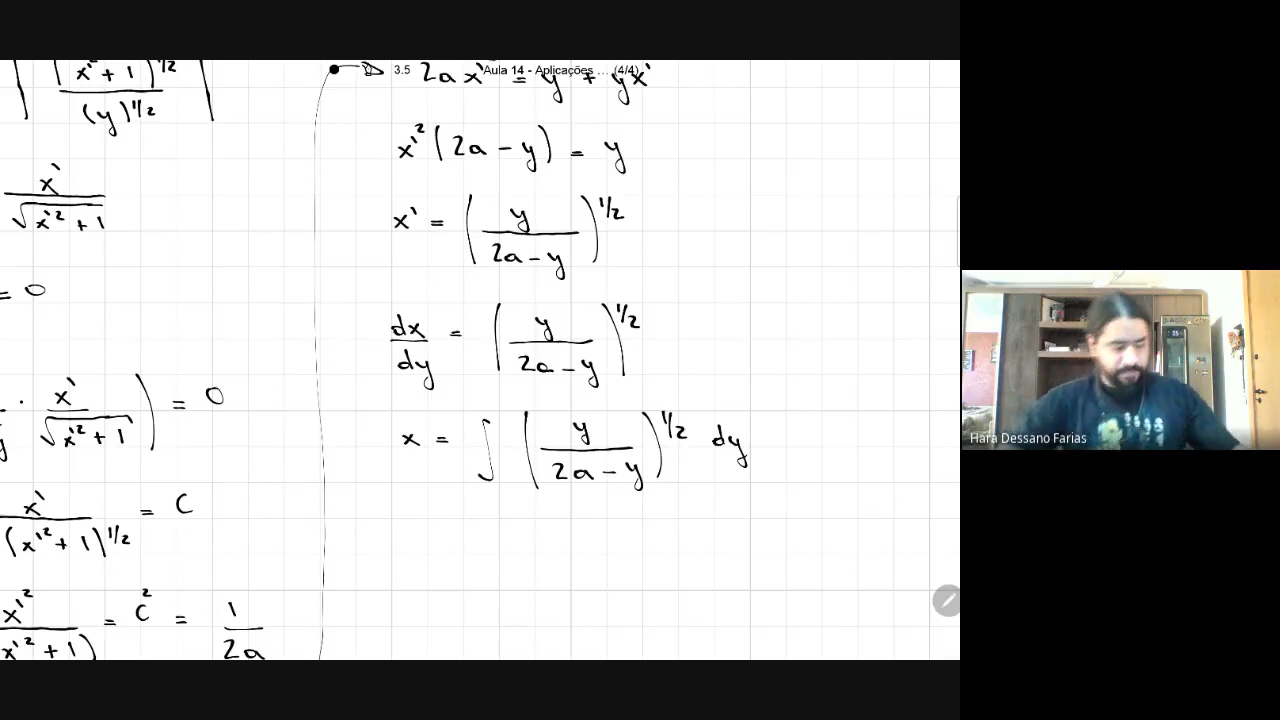 (x'² + 1)^1/2 / (y)^1/2
x' / √x'² + 1
= 0
· x' / √x'² + 1 ) = 0
x' / (x'² + 1)^1/2 = C
x'² / (x'² + 1) = C² = 1 / 2a
3.5 Aula 14 - Aplicações … (4/4)
2a x' = y + yx'
x'² (2a - y) = y
x' = ( y / 2a - y )^1/2
dx / dy = ( y / 2a - y )^1/2
x = ∫ ( y / 2a - y )^1/2 dy
Hara Dessano Farias